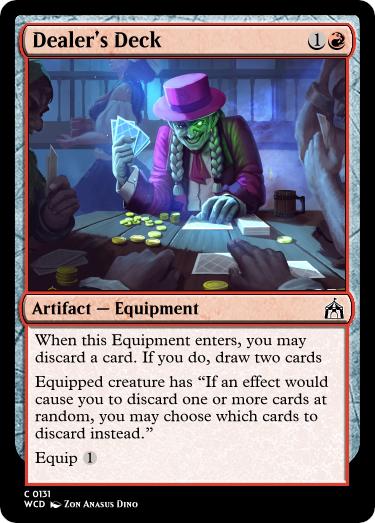 Dealer's Deck 1
Artifact — Equipment
When this Equipment enters, you may
discard a card. If you do, draw two cards
Equipped creature has “If an effect would
cause you to discard one or more cards at
random, you may choose which cards to
discard instead.”
Equip 1
C 0131
WCD Zon Anasus Dino